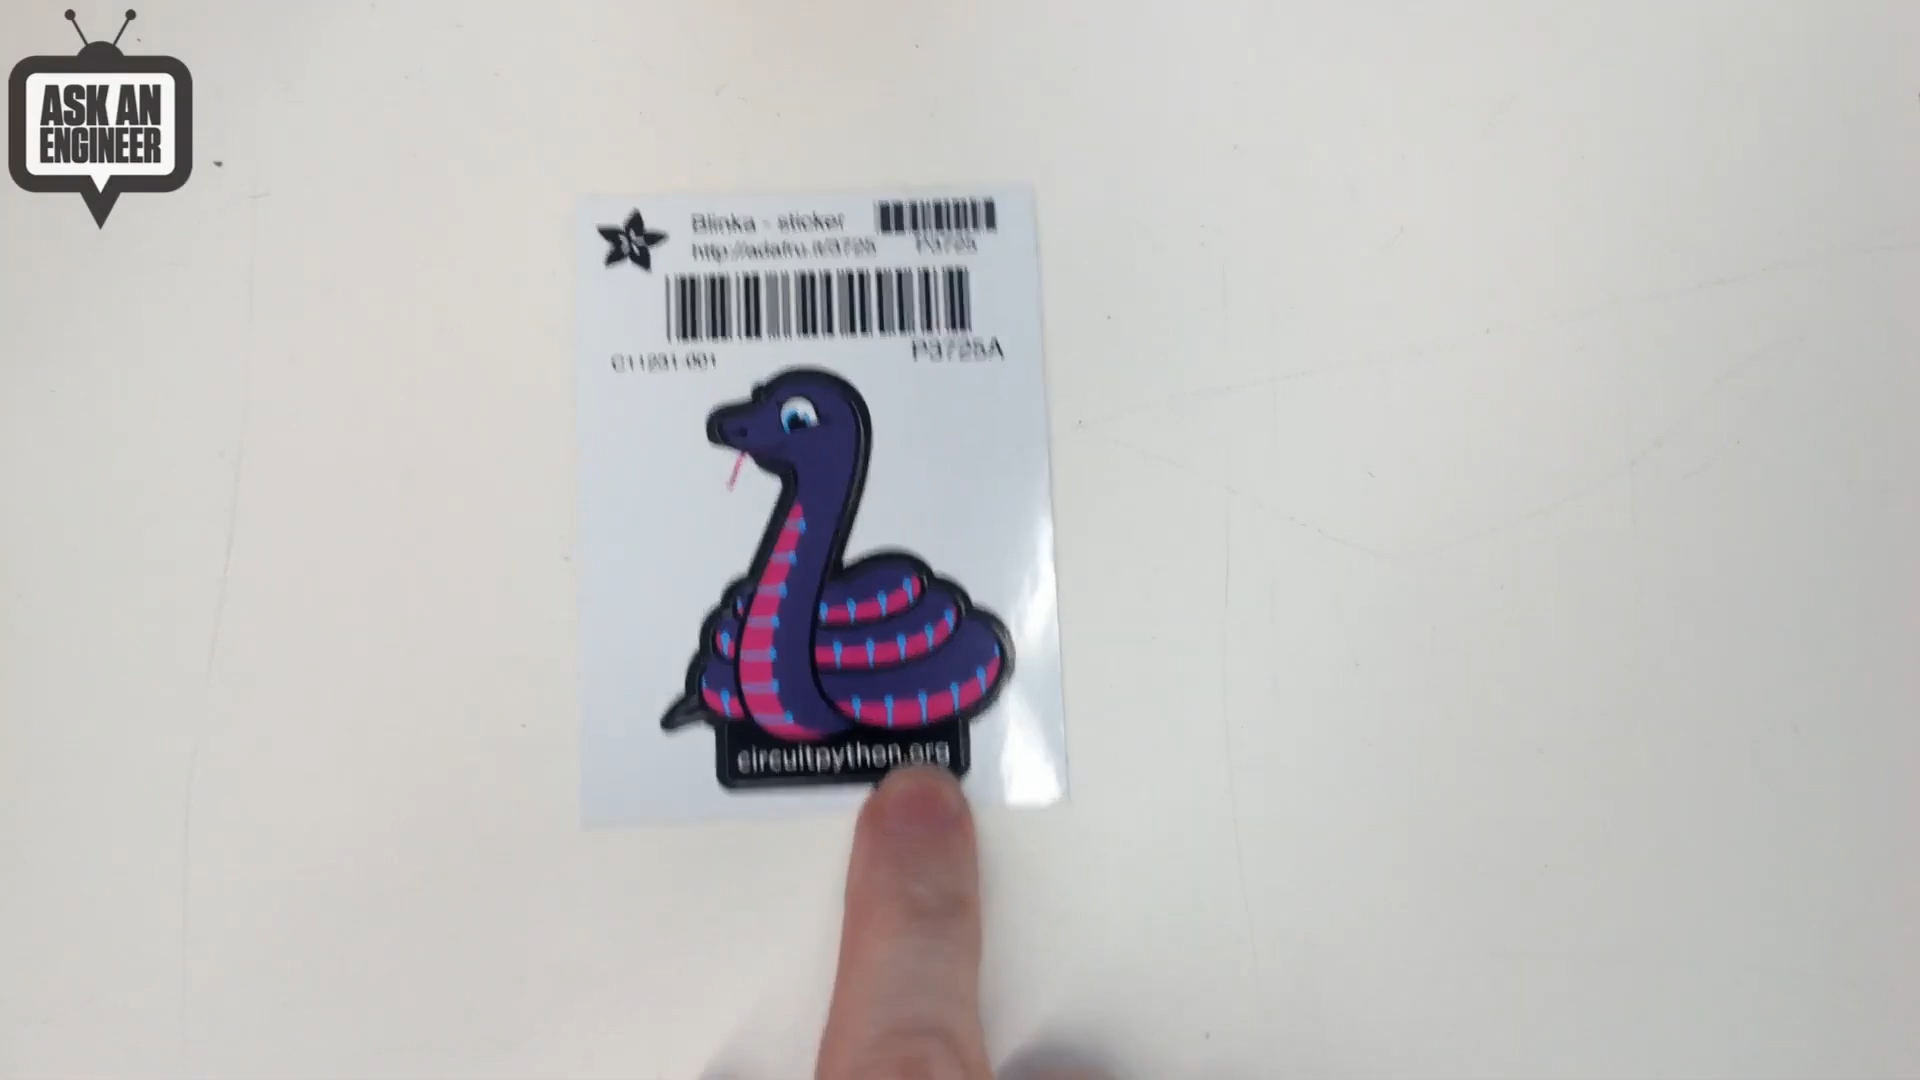 ASK AN
ENGINEER
Blinka - sticker
http://adafru.it/3725
P3725
P3725A
C11231-001
circuitpython.org